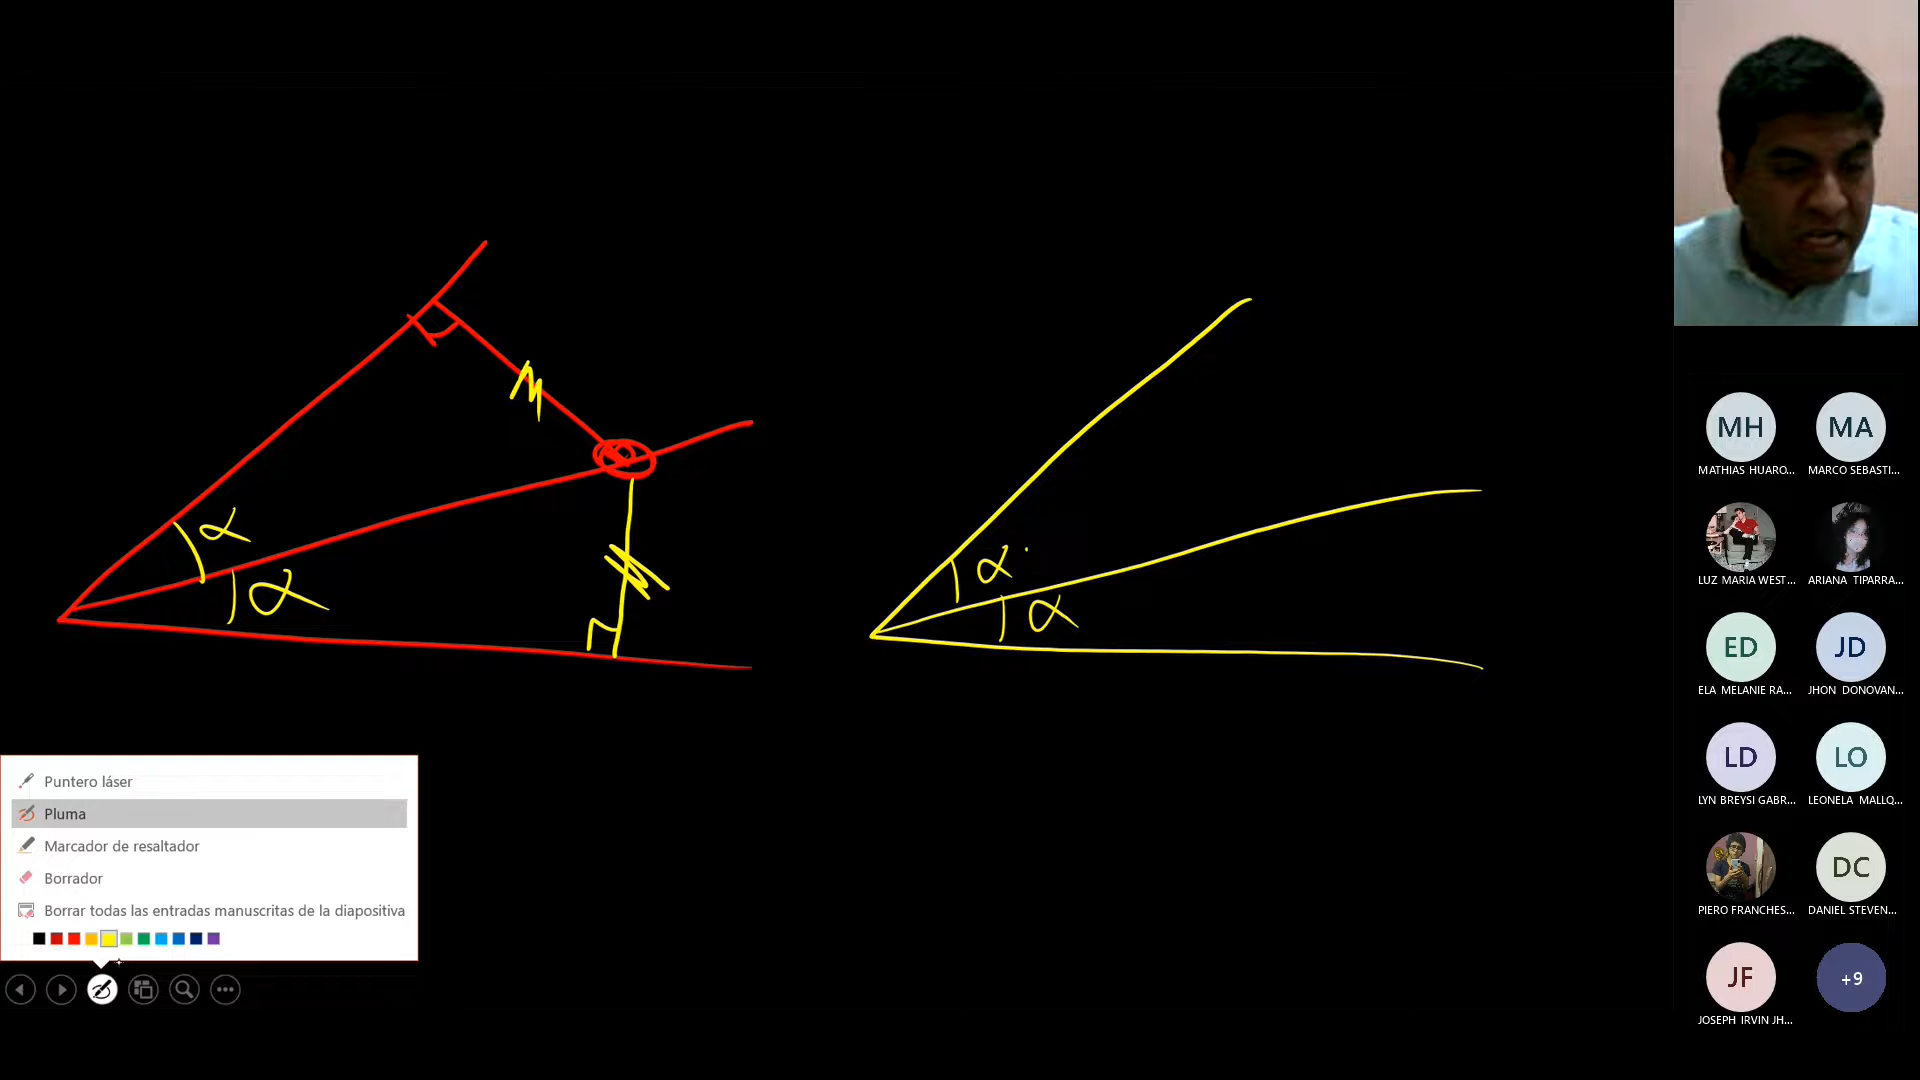 α
α
α
α
MH
MA
MATHIAS HUARO...
MARCO SEBASTI...
LUZ MARIA WEST...
ARIANA TIPARRA...
ED
JD
ELA MELANIE RA...
JHON DONOVAN...
LD
LO
LYN BREYSI GABR...
LEONELA MALLQ...
DC
PIERO FRANCHES...
DANIEL STEVEN...
JF
+9
JOSEPH IRVIN JH...
Puntero láser
Pluma
Marcador de resaltador
Borrador
Borrar todas las entradas manuscritas de la diapositiva